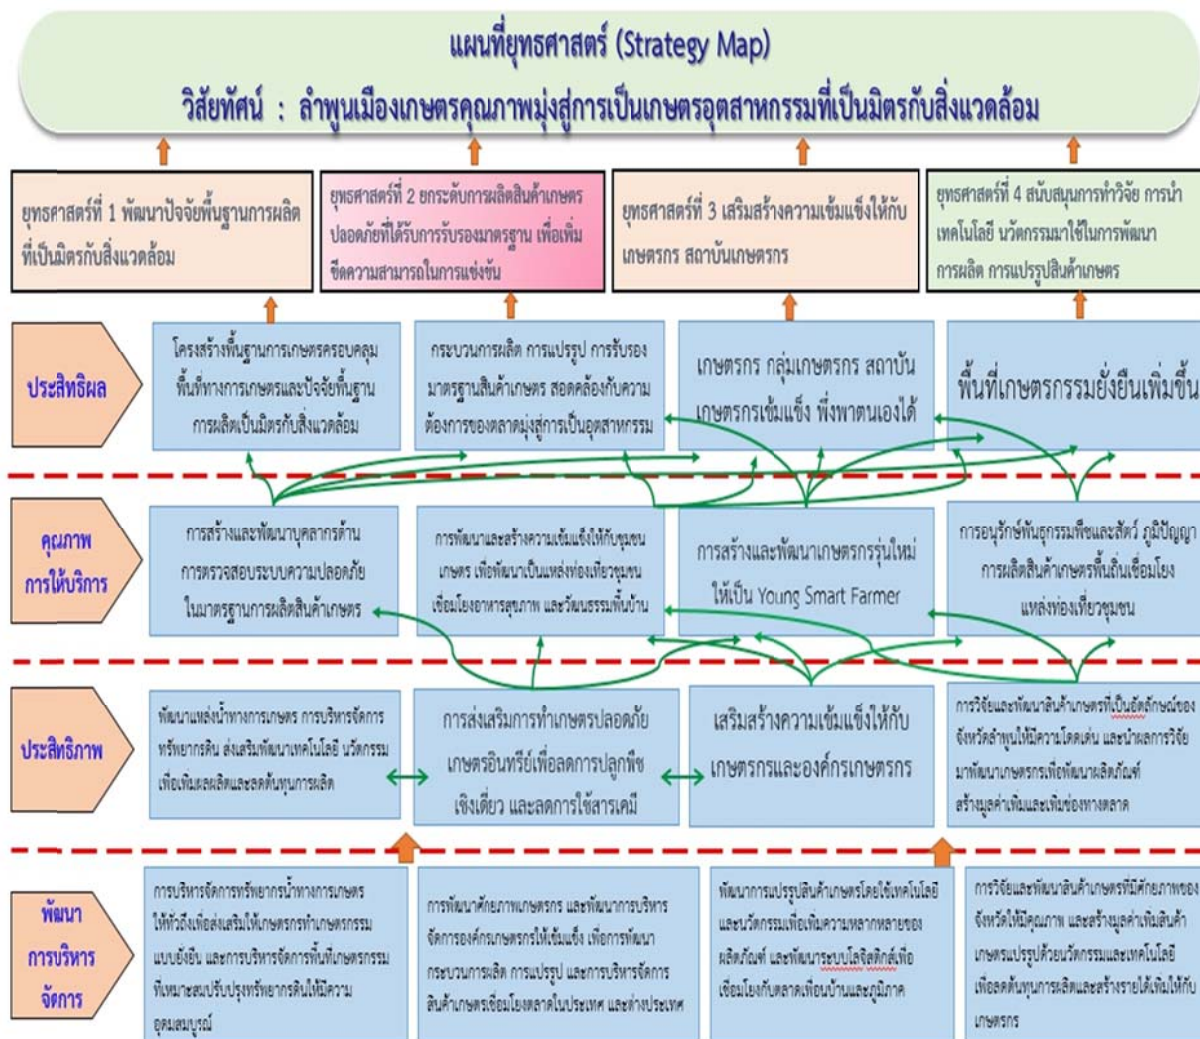 แผนที่ยุทธศาสตร์ (Strategy Map)
วิสัยทัศน์ : ลำพูนเมืองเกษตรคุณภาพมุ่งสู่การเป็นเกษตรอุตสาหกรรมที่เป็นมิตรกับสิ่งแวดล้อม
ยุทธศาสตร์ที่ 1 พัฒนาปัจจัยพื้นฐานการผลิต
ที่เป็นมิตรกับสิ่งแวดล้อม
ยุทธศาสตร์ที่ 2 ยกระดับการผลิตสินค้าเกษตร
ปลอดภัยที่ได้รับการรับรองมาตรฐาน เพื่อเพิ่ม
ขีดความสามารถในการแข่งขัน
ยุทธศาสตร์ที่ 3 เสริมสร้างความเข้มแข็งให้กับ
เกษตรกร สถาบันเกษตรกร
ยุทธศาสตร์ที่ 4 สนับสนุนการทำวิจัย การนำ
เทคโนโลยี นวัตกรรมมาใช้ในการพัฒนา
การผลิต การแปรรูปสินค้าเกษตร
ประสิทธิผล
โครงสร้างพื้นฐานการเกษตรครอบคลุม
พื้นที่ทางการเกษตรและปัจจัยพื้นฐาน
การผลิตเป็นมิตรกับสิ่งแวดล้อม
กระบวนการผลิต การแปรรูป การรับรอง
มาตรฐานสินค้าเกษตร สอดคล้องกับความ
ต้องการของตลาดมุ่งสู่การเป็นอุตสาหกรรม
เกษตรกร กลุ่มเกษตรกร สถาบัน
เกษตรกรเข้มแข็ง พึ่งพาตนเองได้
พื้นที่เกษตรกรรมยั่งยืนเพิ่มขึ้น
คุณภาพ
การให้บริการ
การสร้างและพัฒนาบุคลากรด้าน
การตรวจสอบระบบความปลอดภัย
ในมาตรฐานการผลิตสินค้าเกษตร
การพัฒนาและสร้างความเข้มแข็งให้กับชุมชน
เกษตร เพื่อพัฒนาเป็นแหล่งท่องเที่ยวชุมชน
เชื่อมโยงอาหารสุขภาพ และวัฒนธรรมพื้นบ้าน
การสร้างและพัฒนาเกษตรกรรุ่นใหม่
ให้เป็น Young Smart Farmer
การอนุรักษ์พันธุกรรมพืชและสัตว์ ภูมิปัญญา
การผลิตสินค้าเกษตรพื้นถิ่นเชื่อมโยง
แหล่งท่องเที่ยวชุมชน
ประสิทธิภาพ
พัฒนาแหล่งน้ำทางการเกษตร การบริหารจัดการ
ทรัพยากรดิน ส่งเสริมพัฒนาเทคโนโลยี นวัตกรรม
เพื่อเพิ่มผลผลิตและลดต้นทุนการผลิต
การส่งเสริมการทำเกษตรปลอดภัย
เกษตรอินทรีย์เพื่อลดการปลูกพืช
เชิงเดี่ยว และลดการใช้สารเคมี
เสริมสร้างความเข้มแข็งให้กับ
เกษตรกรและองค์กรเกษตรกร
การวิจัยและพัฒนาสินค้าเกษตรที่เป็นอัตลักษณ์ของ
จังหวัดลำพูนให้มีความโดดเด่น และนำผลการวิจัย
มาพัฒนาเกษตรกรเพื่อพัฒนาผลิตภัณฑ์
สร้างมูลค่าเพิ่มและเพิ่มช่องทางตลาด
พัฒนา
การบริหาร
จัดการ
การบริหารจัดการทรัพยากรน้ำทางการเกษตร
ให้ทั่วถึงเพื่อส่งเสริมให้เกษตรกรทำเกษตรกรรม
แบบยั่งยืน และการบริหารจัดการพื้นที่เกษตรกรรม
ที่เหมาะสมปรับปรุงทรัพยากรดินให้มีความ
อุดมสมบูรณ์
การพัฒนาศักยภาพเกษตรกร และพัฒนาการบริหาร
จัดการองค์กรเกษตรกรให้เข้มแข็ง เพื่อการพัฒนา
กระบวนการผลิต การแปรรูป และการบริหารจัดการ
สินค้าเกษตรเชื่อมโยงตลาดในประเทศ และต่างประเทศ
พัฒนาการแปรรูปสินค้าเกษตรโดยใช้เทคโนโลยี
และนวัตกรรมเพื่อเพิ่มความหลากหลายของ
ผลิตภัณฑ์ และพัฒนาระบบโลจิสติกส์เพื่อ
เชื่อมโยงกับตลาดเพื่อนบ้านและภูมิภาค
การวิจัยและพัฒนาสินค้าเกษตรที่มีศักยภาพของ
จังหวัดให้มีคุณภาพ และสร้างมูลค่าเพิ่มสินค้า
เกษตรแปรรูปด้วยนวัตกรรมและเทคโนโลยี
เพื่อลดต้นทุนการผลิตและสร้างรายได้เพิ่มให้กับ
เกษตรกร